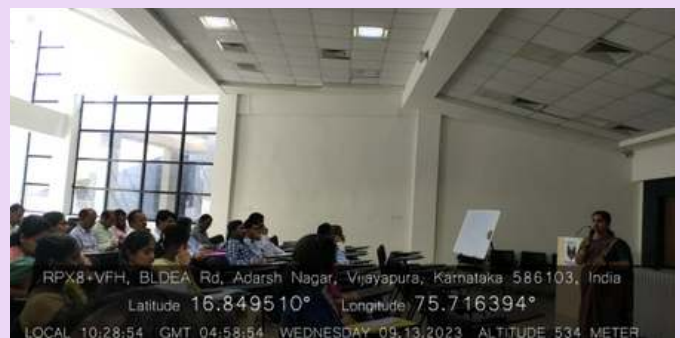 RPX8+VFH, BLDEA Rd, Adarsh Nagar, Vijayapura, Karnataka 586103, India
Latitude 16.849510° Longitude 75.716394°
LOCAL 10:28:54 GMT 04:58:54 WEDNESDAY 09.13.2023 ALTITUDE 534 METER